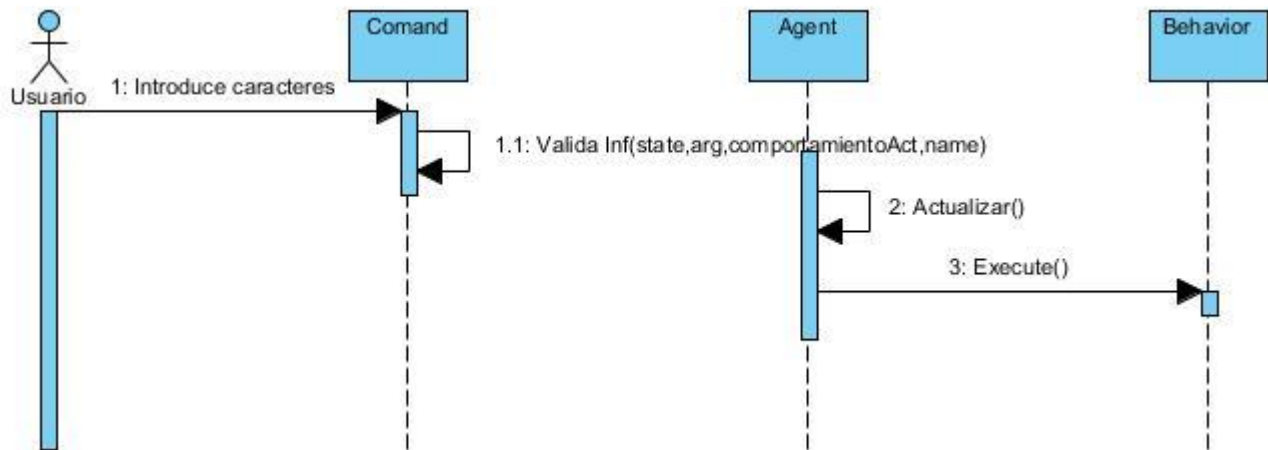 Comand
Agent
Behavior
Usuario
1: Introduce caracteres
1.1: Valida Inf(state,arg,comportamientoAct,name)
2: Actualizar()
3: Execute()